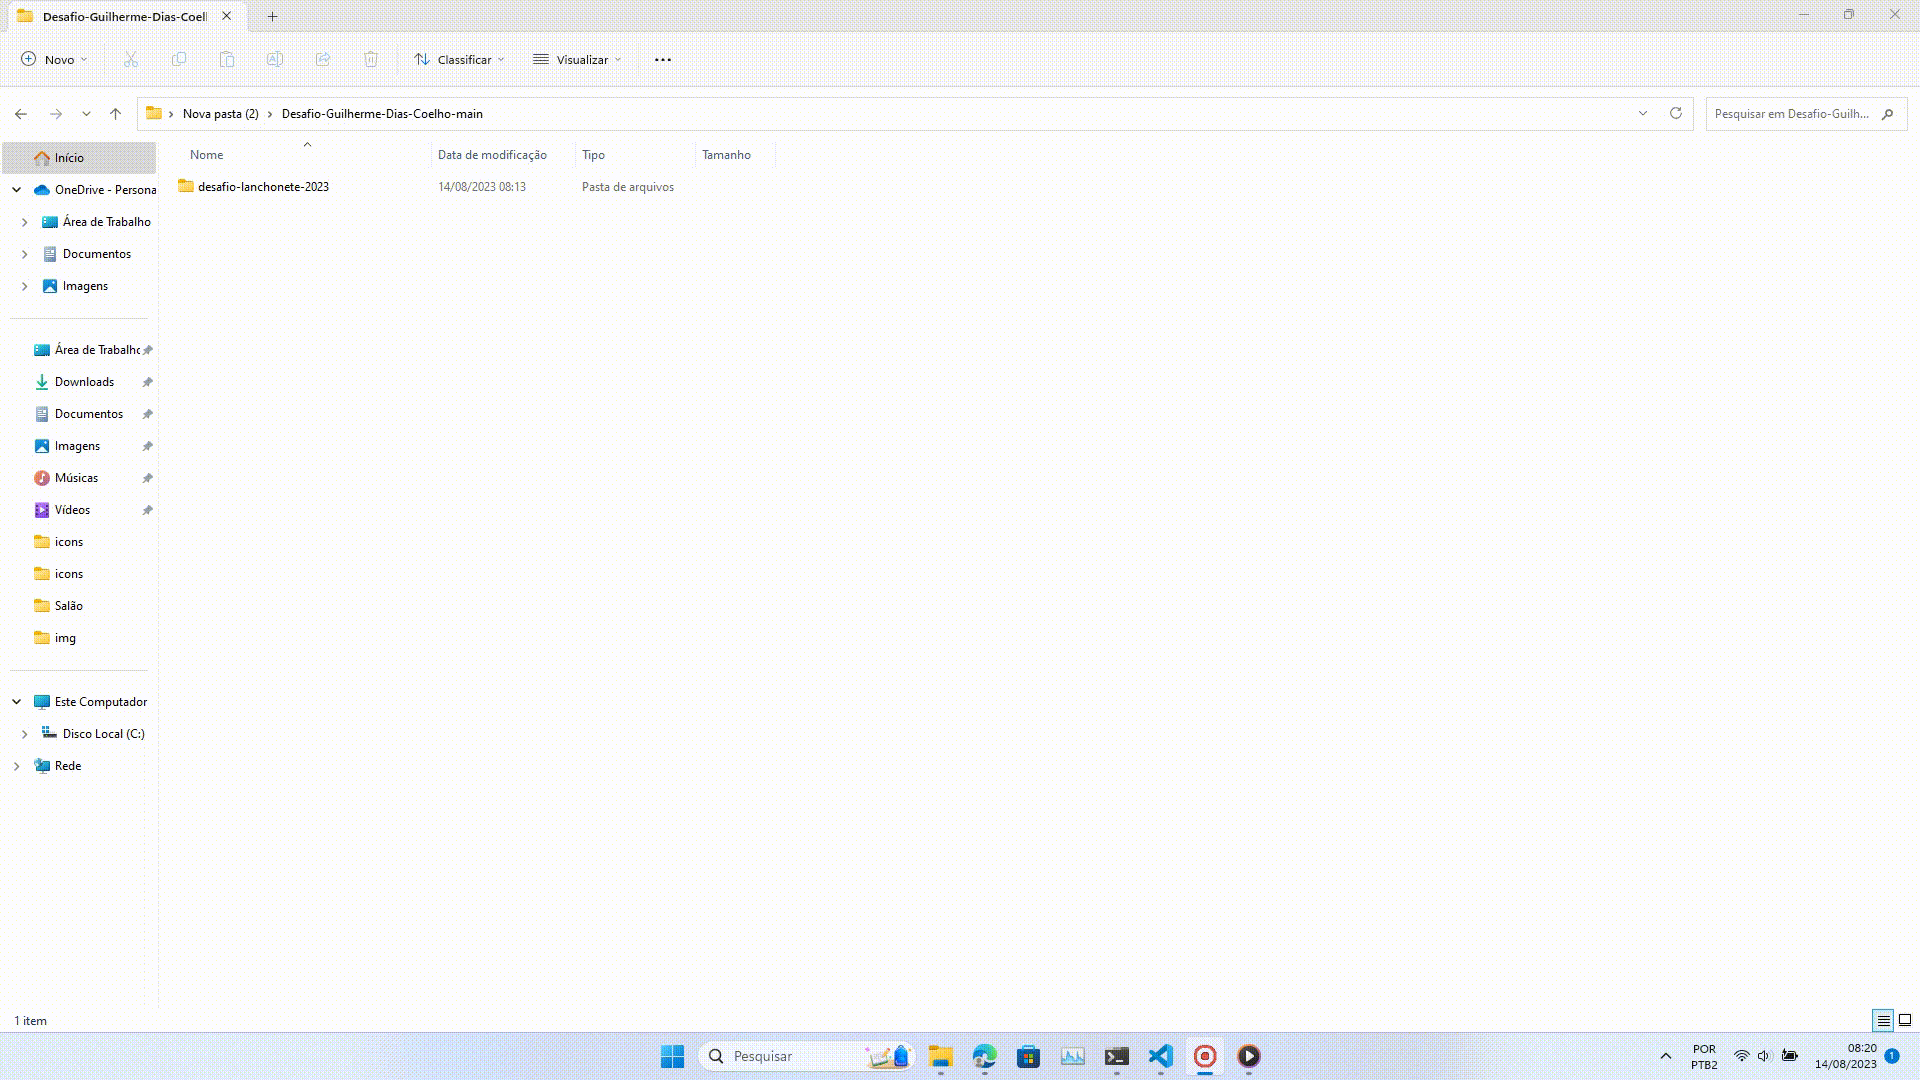 Desafio-Guilherme-Dias-Coel
Novo
Classificar
Visualizar
Nova pasta (2) > Desafio-Guilherme-Dias-Coelho-main
Pesquisar em Desafio-Guilh...
Nome Data de modificação Tipo Tamanho
desafio-lanchonete-2023 14/08/2023 08:13 Pasta de arquivos
Início
OneDrive - Persona
Área de Trabalho
Documentos
Imagens
Área de Trabalho
Downloads
Documentos
Imagens
Músicas
Vídeos
icons
icons
Salão
img
Este Computador
Disco Local (C:)
Rede
1 item
Pesquisar
POR
PTB2
08:20
14/08/2023
1